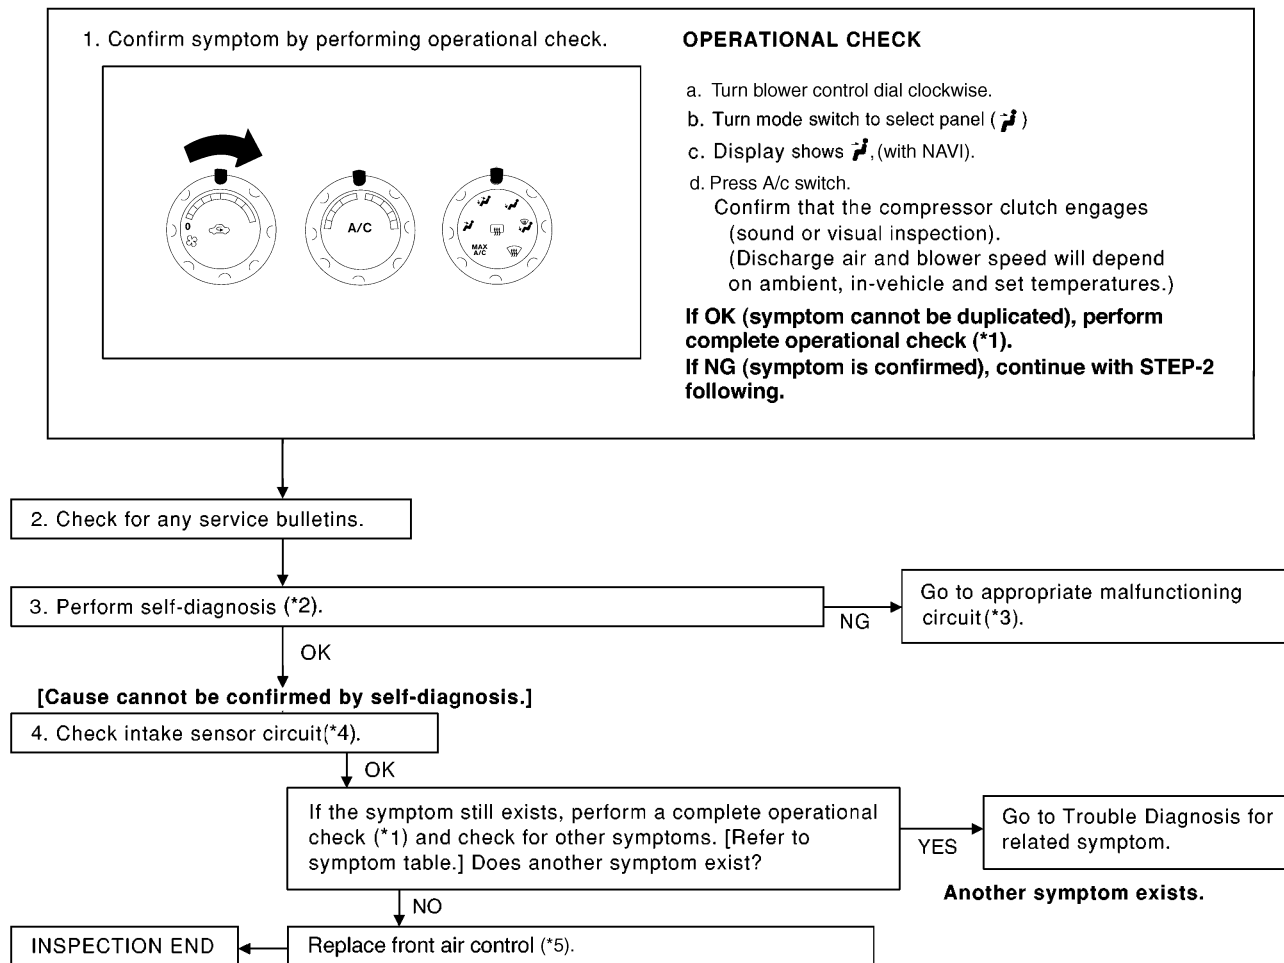 1. Confirm symptom by performing operational check.
0
A/C
MAX
A/C
OPERATIONAL CHECK
a. Turn blower control dial clockwise.
b. Turn mode switch to select panel ( )
c. Display shows , (with NAVI).
d. Press A/c switch.
Confirm that the compressor clutch engages
(sound or visual inspection).
(Discharge air and blower speed will depend
on ambient, in-vehicle and set temperatures.)
If OK (symptom cannot be duplicated), perform
complete operational check (*1).
If NG (symptom is confirmed), continue with STEP-2
following.
2. Check for any service bulletins.
3. Perform self-diagnosis (*2).
NG
Go to appropriate malfunctioning
circuit(*3).
OK
[Cause cannot be confirmed by self-diagnosis.]
4. Check intake sensor circuit(*4).
OK
If the symptom still exists, perform a complete operational
check (*1) and check for other symptoms. [Refer to
symptom table.] Does another symptom exist?
YES
Go to Trouble Diagnosis for
related symptom.
Another symptom exists.
NO
Replace front air control (*5).
INSPECTION END